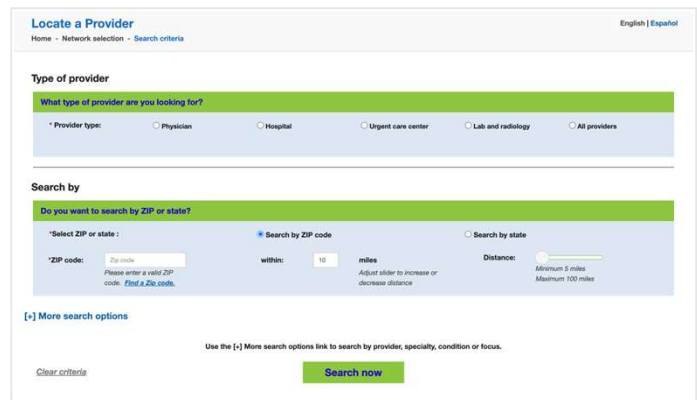 Locate a Provider
English | Español
Home - Network selection - Search criteria
Type of provider
What type of provider are you looking for?
* Provider type: Physician Hospital Urgent care center Lab and radiology All providers
Search by
Do you want to search by ZIP or state?
*Select ZIP or state : Search by ZIP code Search by state
*ZIP code: Zip code within: 10 miles Distance:
Please enter a valid ZIP code. Find a Zip code.
Adjust slider to increase or decrease distance
Minimum 5 miles
Maximum 100 miles
[+] More search options
Use the [+] More search options link to search by provider, specialty, condition or focus.
Clear criteria Search now